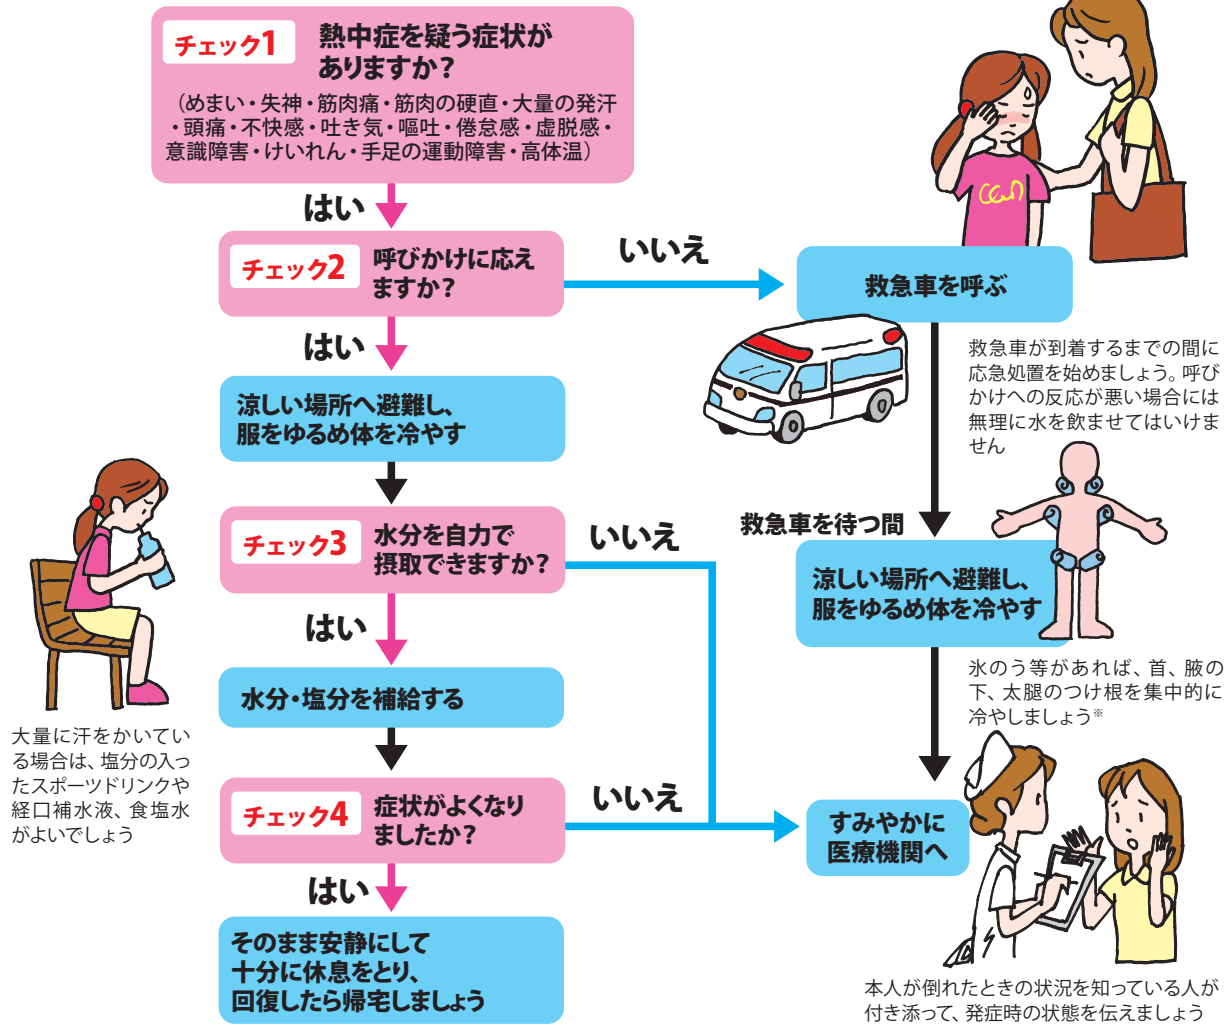 チェック1
熱中症を疑う症状が
ありますか？
（めまい・失神・筋肉痛・筋肉の硬直・大量の発汗
・頭痛・不快感・吐き気・嘔吐・倦怠感・虚脱感・
意識障害・けいれん・手足の運動障害・高体温）
はい
チェック2
呼びかけに応え
ますか？
いいえ
救急車を呼ぶ
救急車が到着するまでの間に
応急処置を始めましょう。呼び
かけへの反応が悪い場合には
無理に水を飲ませてはいけま
せん
はい
涼しい場所へ避難し、
服をゆるめ体を冷やす
チェック3
水分を自力で
摂取できますか？
いいえ
救急車を待つ間
涼しい場所へ避難し、
服をゆるめ体を冷やす
氷のう等があれば、首、腋の
下、太腿のつけ根を集中的に
冷やしましょう※
はい
水分・塩分を補給する
大量に汗をかいてい
る場合は、塩分の入っ
たスポーツドリンクや
経口補水液、食塩水
がよいでしょう
チェック4
症状がよくなり
ましたか？
いいえ
すみやかに
医療機関へ
はい
そのまま安静にして
十分に休息をとり、
回復したら帰宅しましょう
本人が倒れたときの状況を知っている人が
付き添って、発症時の状態を伝えましょう